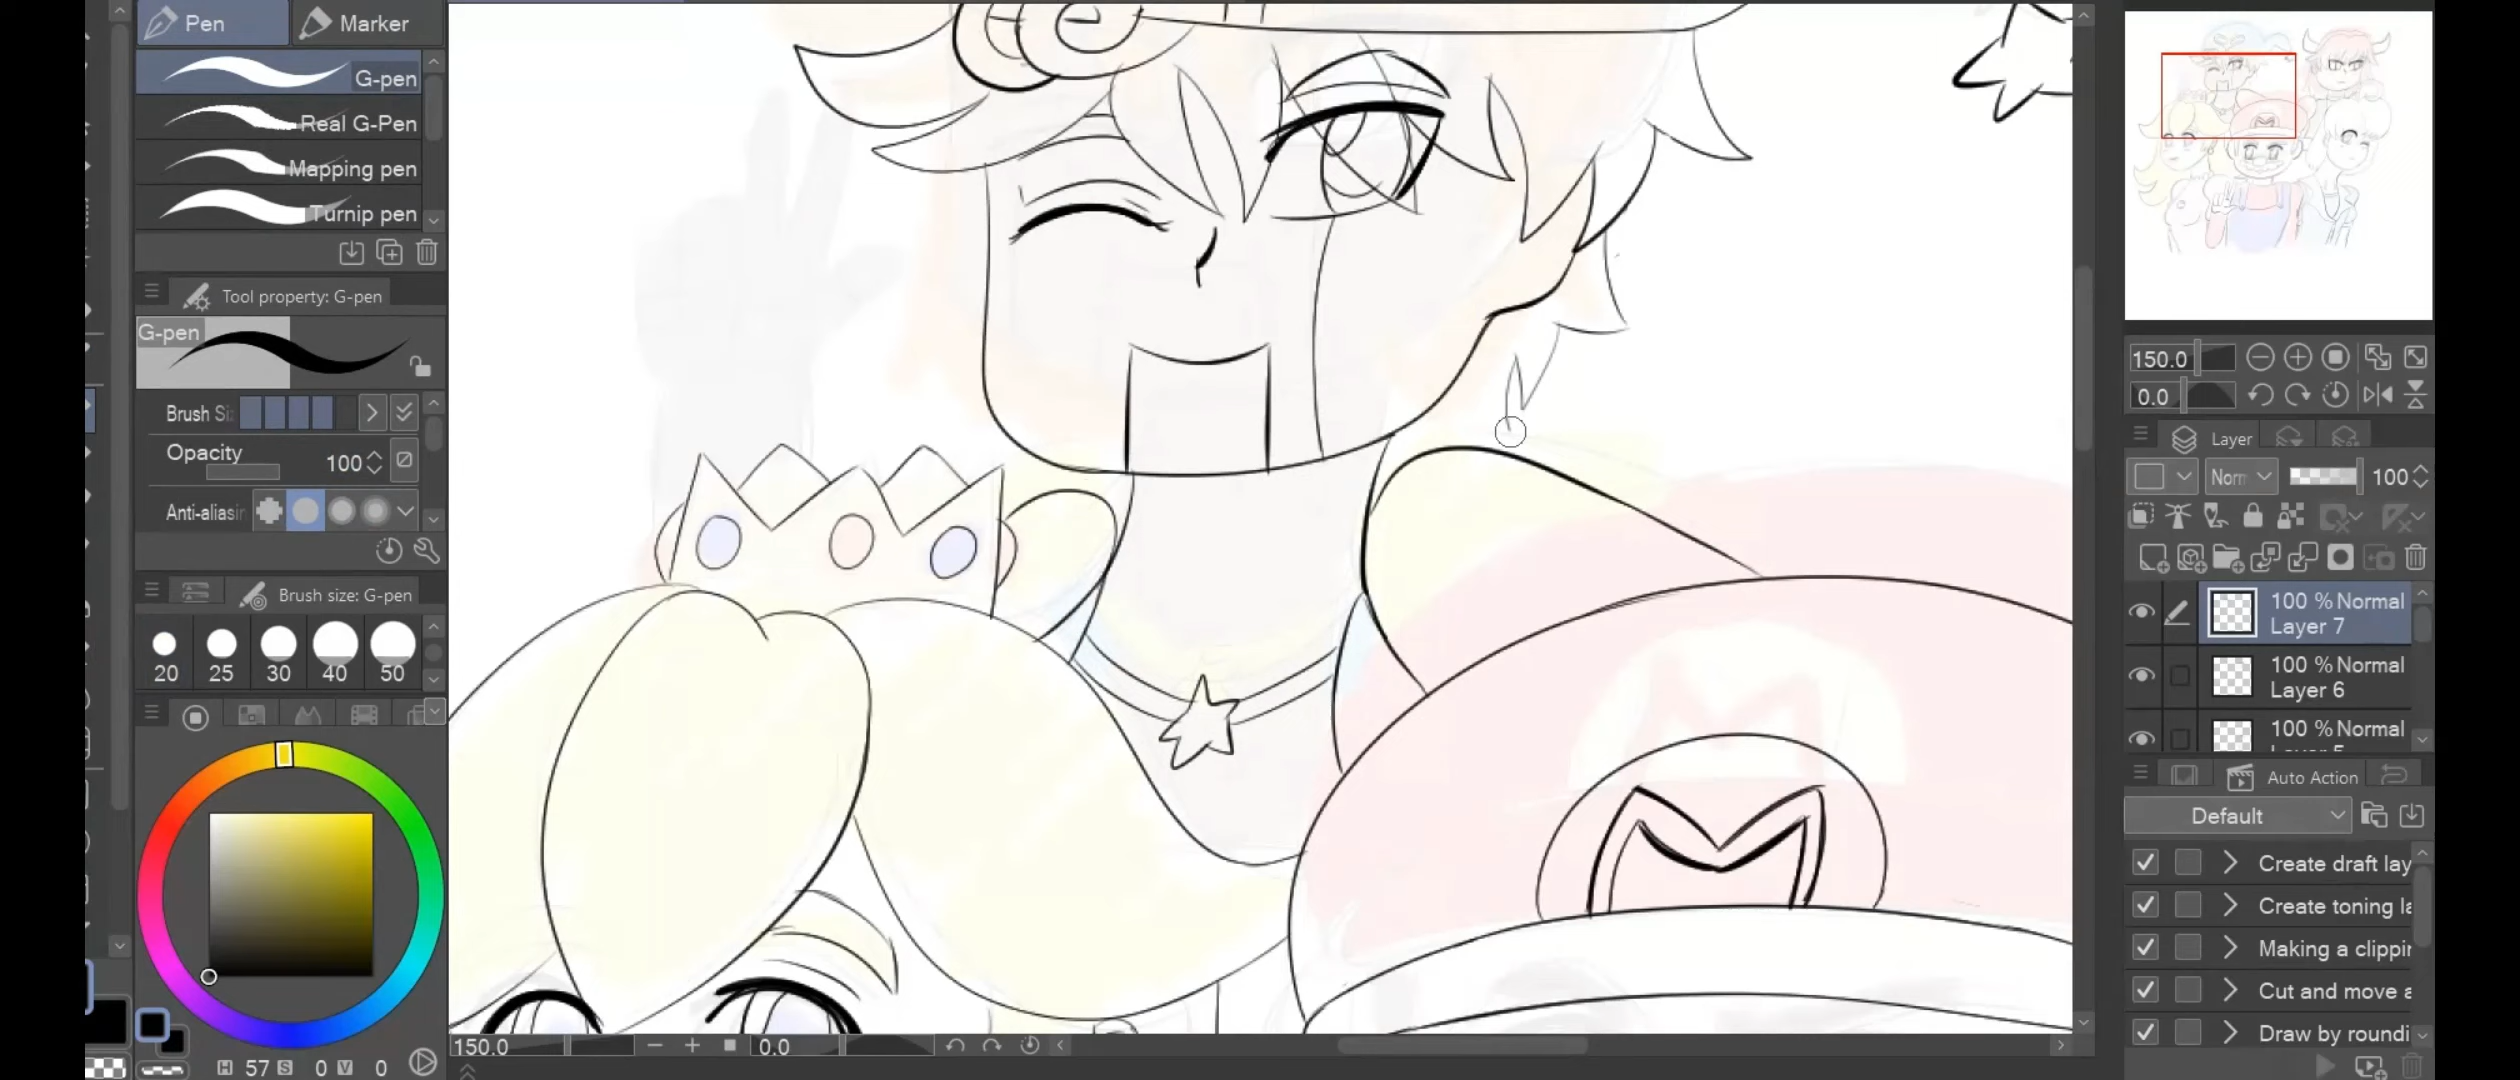 Pen
Marker
G-pen
Real G-Pen
Mapping pen
Turnip pen
Tool property: G-pen
G-pen
Brush Si
Opacity 100
Anti-aliasin
Brush size: G-pen
20 25 30 40 50
H 57 S 0 V 0
M
150.0 0.0
150.0
0.0
Layer
Norm 100
100 % Normal
Layer 7
100 % Normal
Layer 6
100 % Normal
Auto Action
Default
Create draft lay
Create toning la
Making a clippin
Cut and move a
Draw by roundi